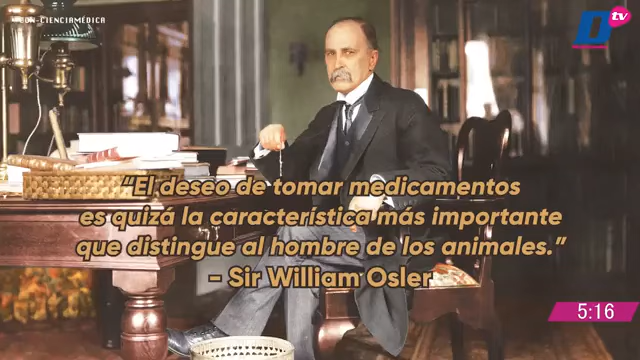 CON-CIENCIAMÉDICA
D tv
“El deseo de tomar medicamentos
es quizá la característica más importante
que distingue al hombre de los animales.”
- Sir William Osler
5:16